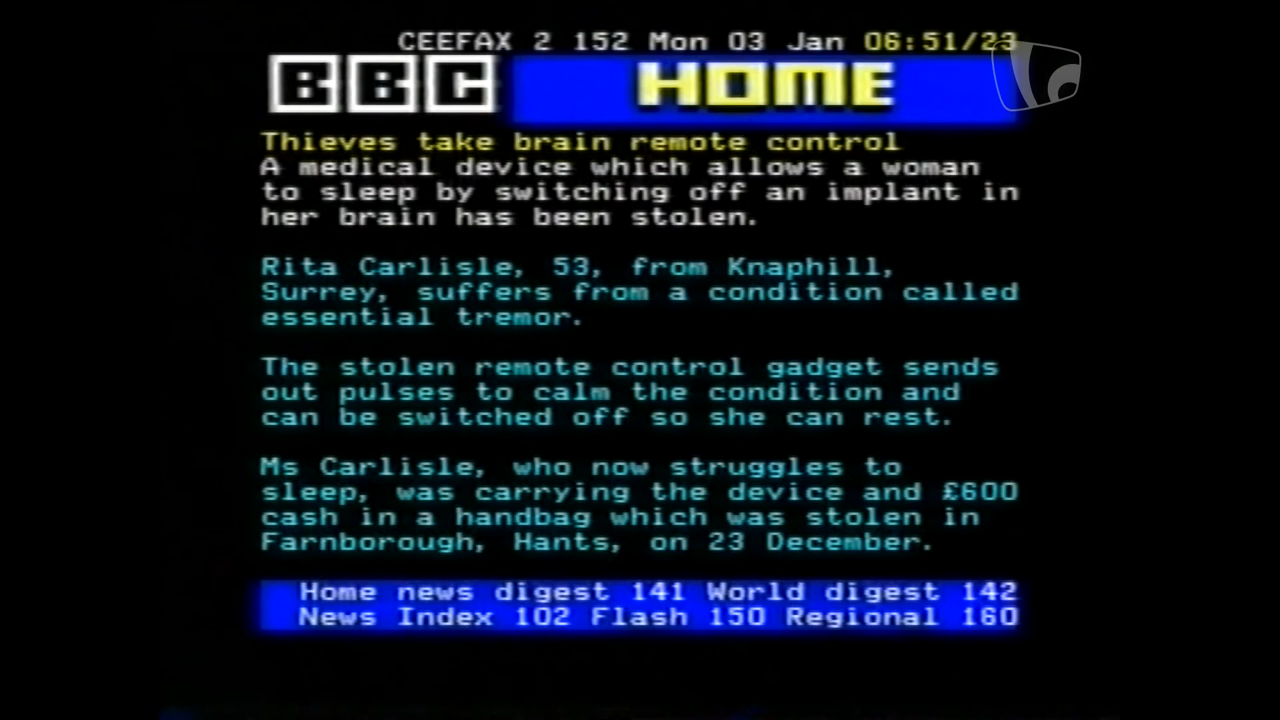 CEEFAX 2 152 Mon 03 Jan 06:51/23
BBC HOME
Thieves take brain remote control
A medical device which allows a woman
to sleep by switching off an implant in
her brain has been stolen.
Rita Carlisle, 53, from Knaphill,
Surrey, suffers from a condition called
essential tremor.
The stolen remote control gadget sends
out pulses to calm the condition and
can be switched off so she can rest.
Ms Carlisle, who now struggles to
sleep, was carrying the device and £600
cash in a handbag which was stolen in
Farnborough, Hants, on 23 December.
Home news digest 141 World digest 142
News Index 102 Flash 150 Regional 160